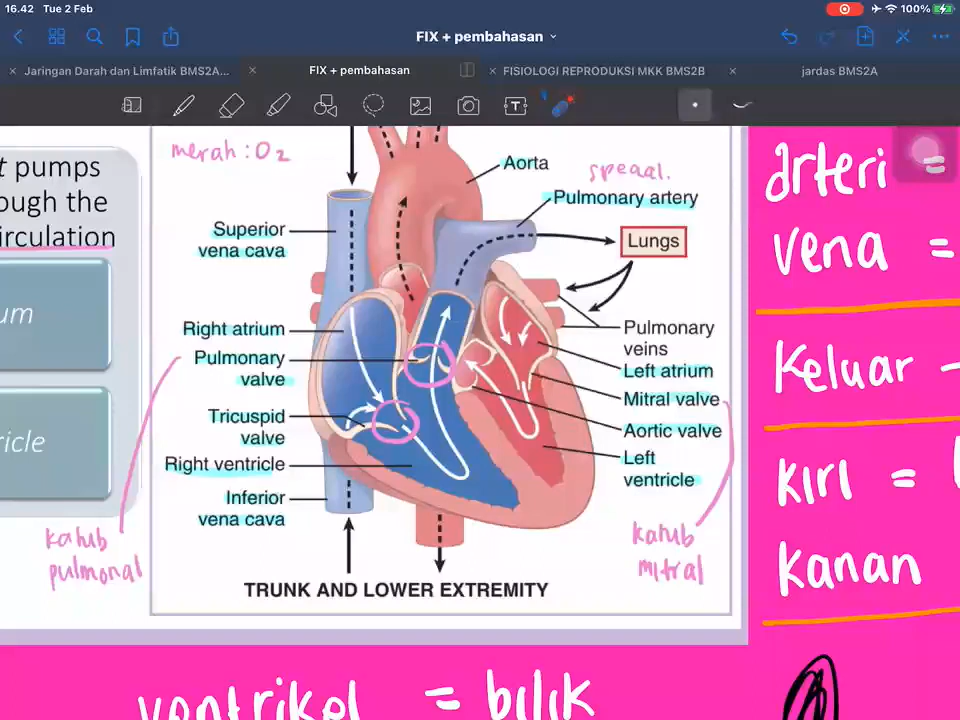 16.42 Tue 2 Feb
100%
FIX + pembahasan
Jaringan Darah dan Limfatik BMS2A...
FIX + pembahasan
FISIOLOGI REPRODUKSI MKK BMS2B
jardas BMS2A
t pumps
ough the
irculation
um
icle
merah : O2
Aorta
Pulmonary artery
Lungs
Superior
vena cava
Right atrium
Pulmonary
valve
Tricuspid
valve
Right ventricle
Inferior
vena cava
Pulmonary
veins
Left atrium
Mitral valve
Aortic valve
Left
ventricle
katub
pulmonal
katub
mitral
TRUNK AND LOWER EXTREMITY
arteri =
vena =
Keluar
kiri =
kanan
ventrikel = bilik